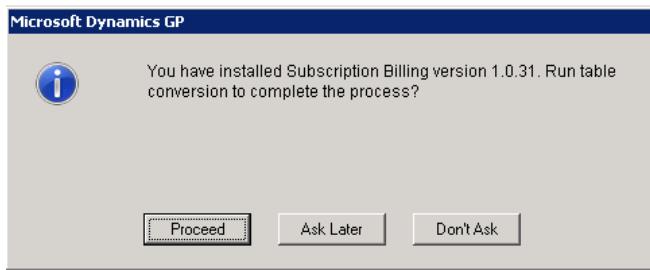 Microsoft Dynamics GP
You have installed Subscription Billing version 1.0.31. Run table
conversion to complete the process?
Proceed Ask Later Don't Ask